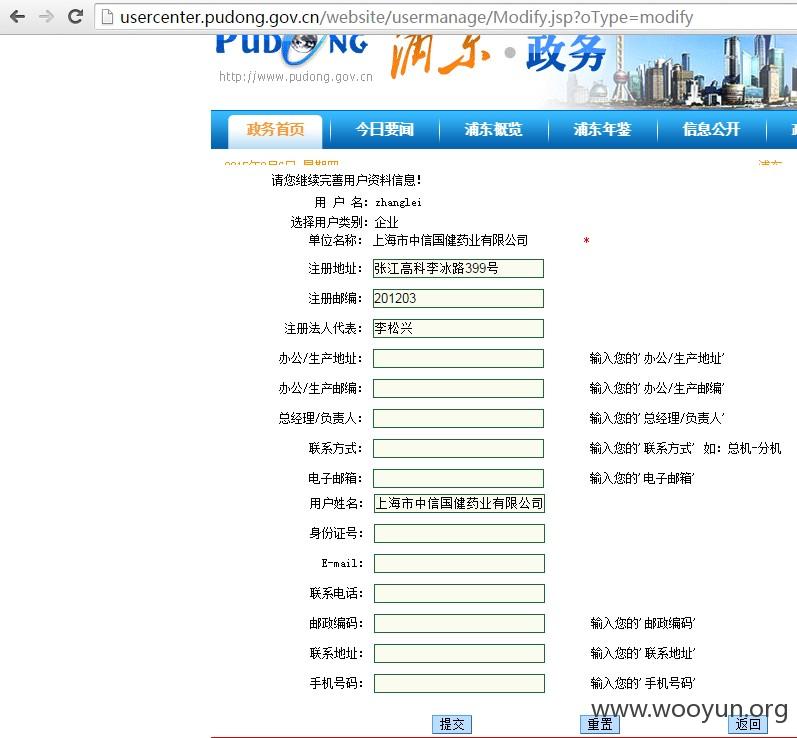 usercenter.pudong.gov.cn/website/usermanage/Modify.jsp?oType=modify
PUDONG 浦东·政务
http://www.pudong.gov.cn
政务首页 今日要闻 浦东概览 浦东年鉴 信息公开
请您继续完善用户资料信息!
用 户 名: zhanglei
选择用户类别: 企业
单位名称: 上海市中信国健药业有限公司 *
注册地址: 张江高科李冰路399号
注册邮编: 201203
注册法人代表: 李松兴
办公/生产地址: 输入您的'办公/生产地址'
办公/生产邮编: 输入您的'办公/生产邮编'
总经理/负责人: 输入您的'总经理/负责人'
联系方式: 输入您的'联系方式' 如: 总机-分机
电子邮箱: 输入您的'电子邮箱'
用户姓名: 上海市中信国健药业有限公司
身份证号:
E-mail:
联系电话:
邮政编码: 输入您的'邮政编码'
联系地址: 输入您的'联系地址'
手机号码: 输入您的'手机号码'
www.wooyun.org
提交 重置 返回